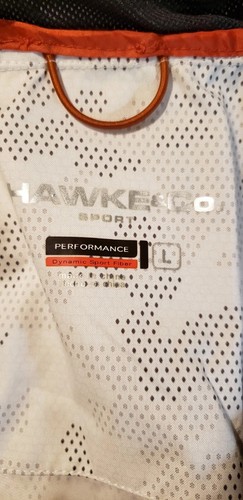 HAWKE&CO.
SPORT
PERFORMANCE
Dynamic Sport Fiber
L